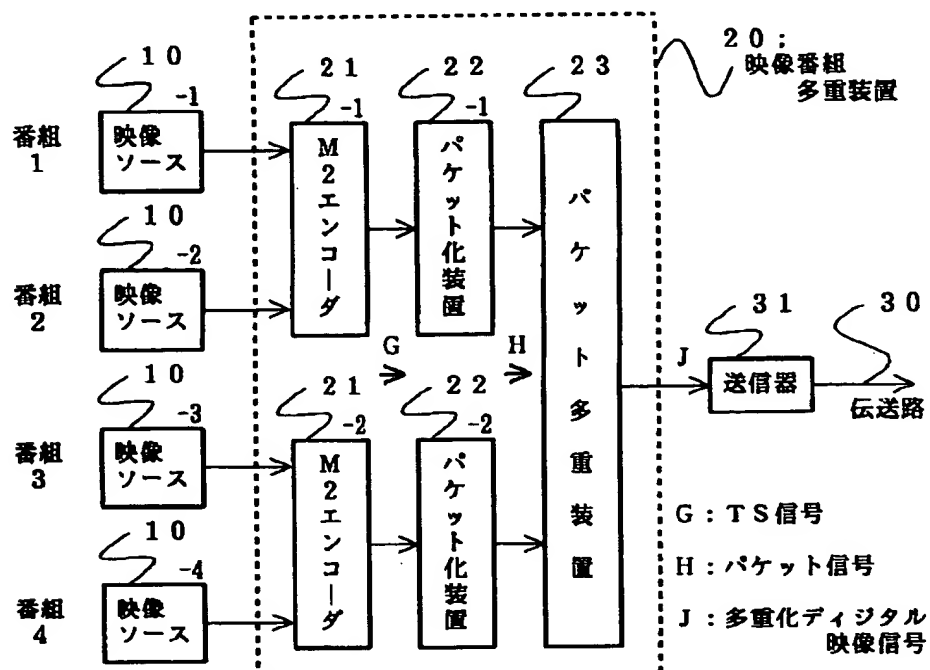 20:
映像番組
多重装置
10
-1
21
-1
22
-1
23
番組
1
映像
ソース
M2エンコーダ
パケット化装置
パケット多重装置
10
-2
番組
2
映像
ソース
G
H
J
31
30
送信器
伝送路
10
-3
21
-2
22
-2
番組
3
映像
ソース
M2エンコーダ
パケット化装置
10
-4
番組
4
映像
ソース
G:TS信号
H:パケット信号
J:多重化ディジタル
映像信号